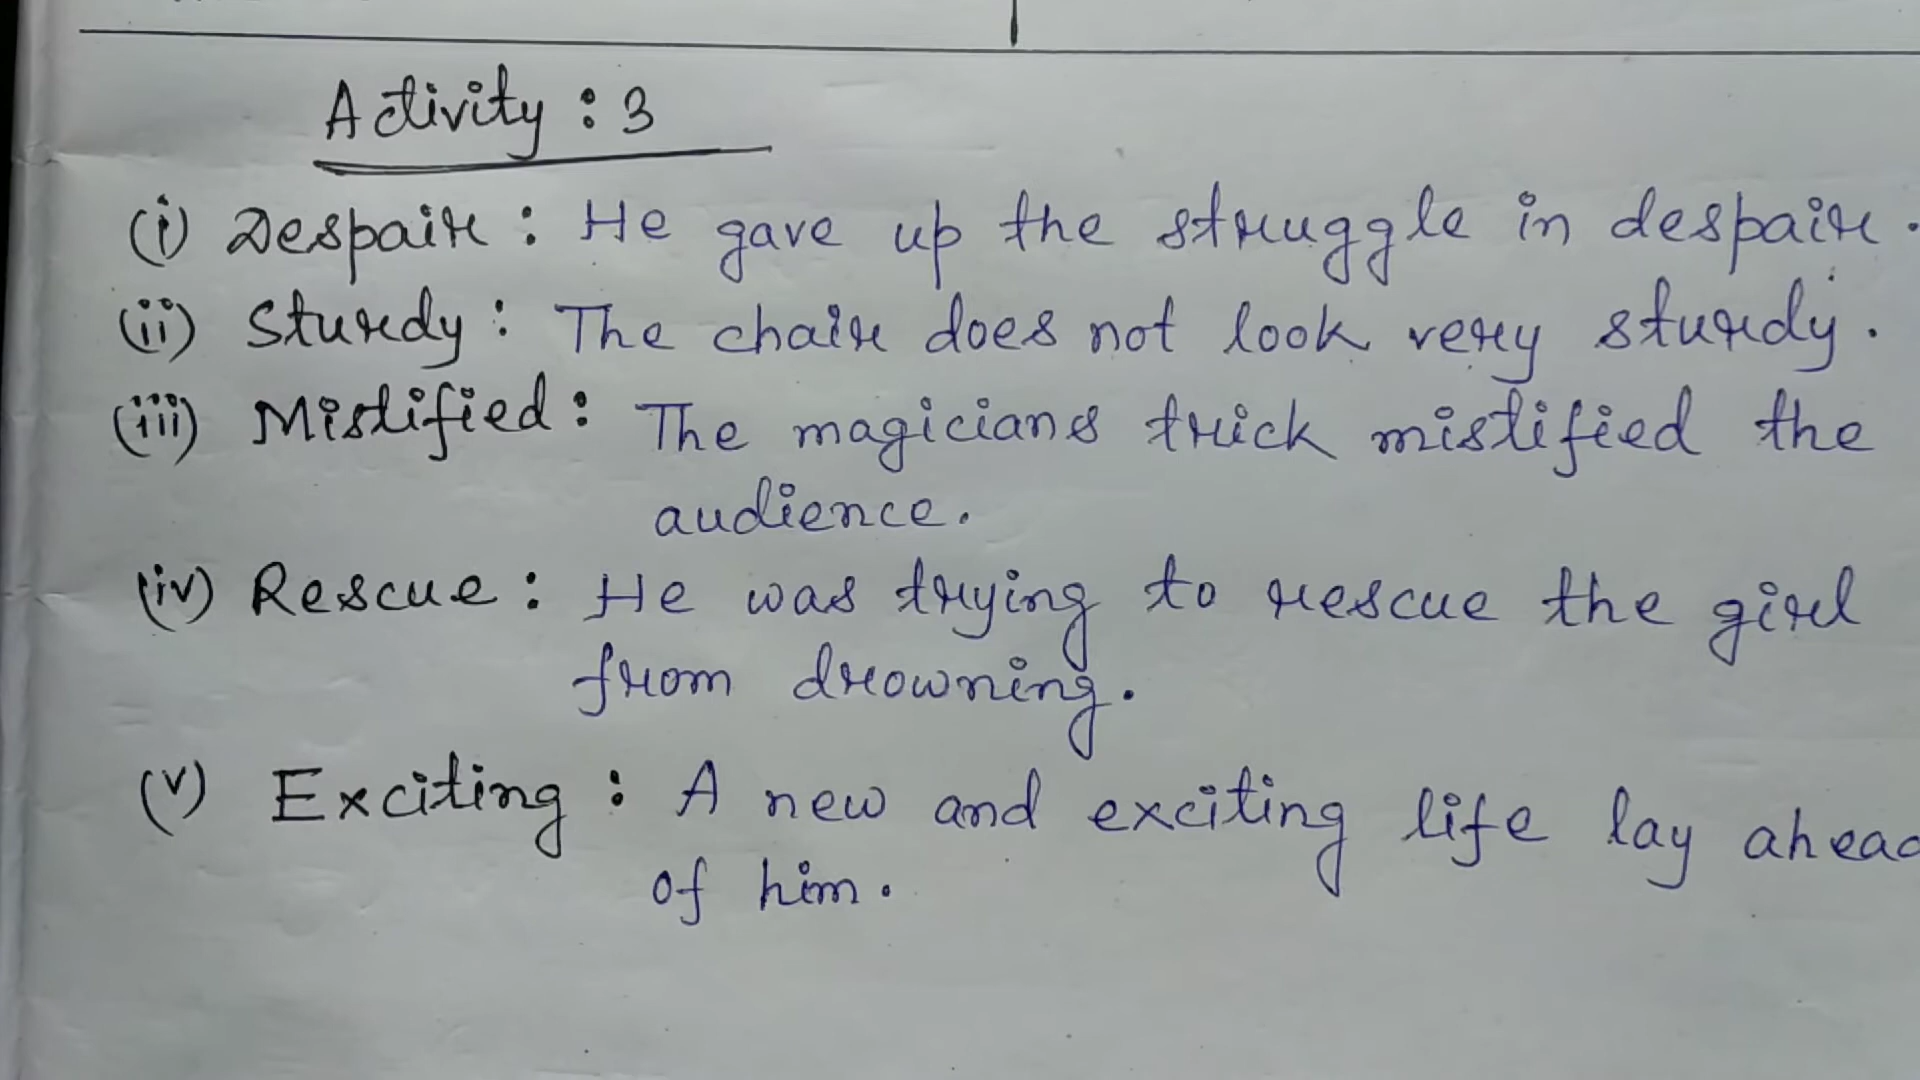 Activity : 3
(i) Despair : He gave up the struggle in despair.
(ii) Sturdy : The chair does not look very sturdy.
(iii) Mistified : The magicians trick mistified the
audience.
(iv) Rescue : He was trying to rescue the girl
from drowning.
(v) Exciting : A new and exciting life lay ahead
of him.